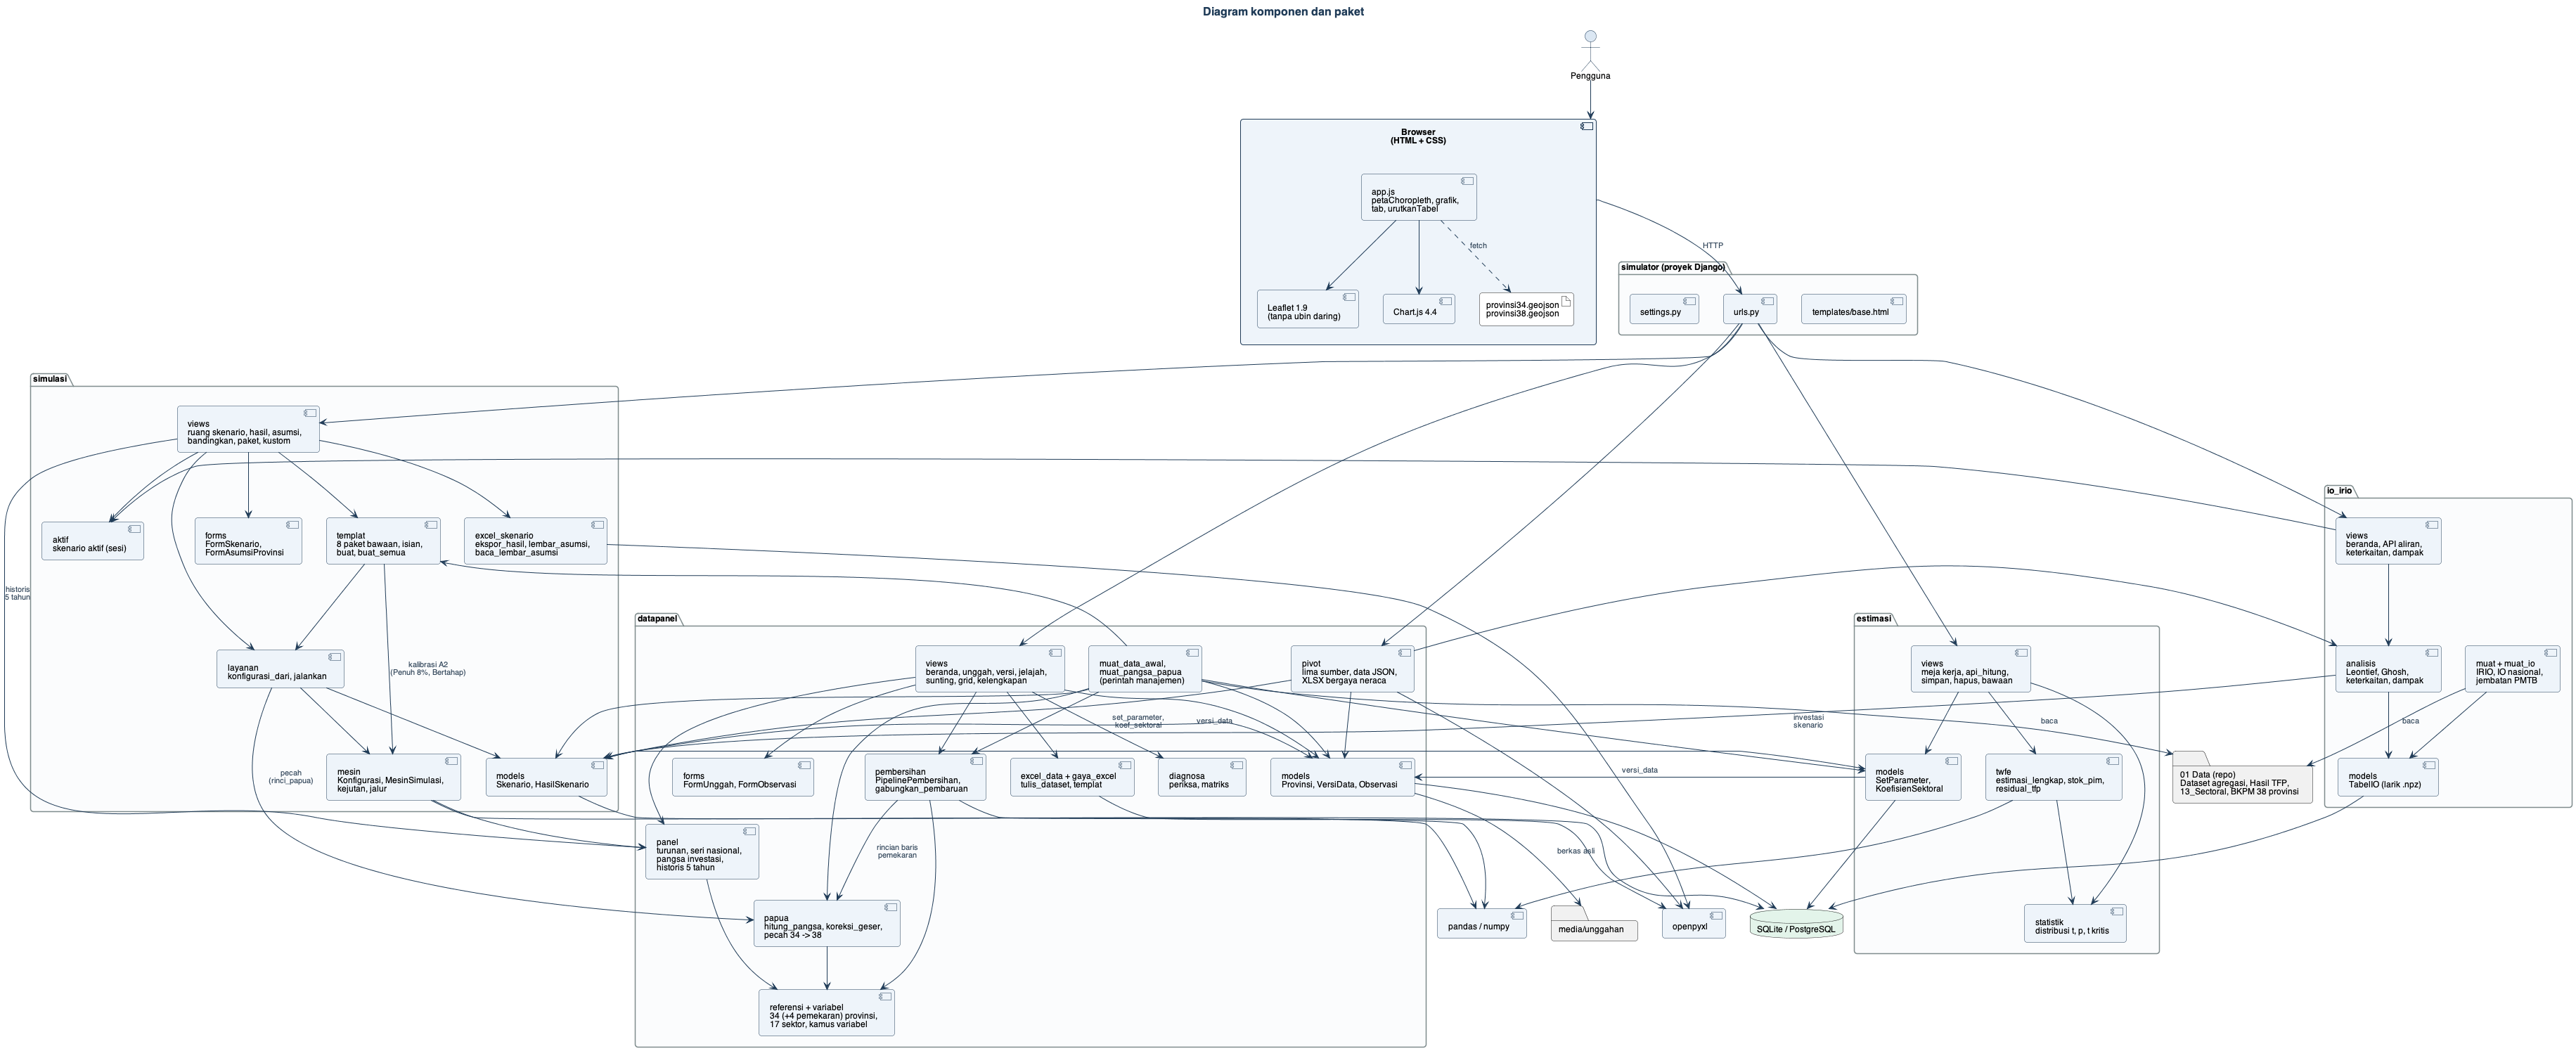 Diagram komponen dan paket
Pengguna
Browser
(HTML + CSS)
app.js
petaChoropleth, grafik,
tab, urutkanTabel
fetch
HTTP
Leaflet 1.9
(tanpa ubin daring)
Chart.js 4.4
provinsi34.geojson
provinsi38.geojson
simulator (proyek Django)
settings.py
urls.py
templates/base.html
simulasi
views
ruang skenario, hasil, asumsi,
bandingkan, paket, kustom
aktif
skenario aktif (sesi)
forms
FormSkenario,
FormAsumsiProvinsi
templat
8 paket bawaan, isian,
buat, buat_semua
excel_skenario
ekspor_hasil, lembar_asumsi,
baca_lembar_asumsi
historis
5 tahun
layanan
konfigurasi_dari, jalankan
kalibrasi A2
(Penuh 8%, Bertahap)
pecah
(rinci_papua)
mesin
Konfigurasi, MesinSimulasi,
kejutan, jalur
models
Skenario, HasilSkenario
datapanel
views
beranda, unggah, versi, jelajah,
sunting, grid, kelengkapan
muat_data_awal,
muat_pangsa_papua
(perintah manajemen)
pivot
lima sumber, data JSON,
XLSX bergaya neraca
set_parameter,
koef_sektoral
versi_data
forms
FormUnggah, FormObservasi
pembersihan
PipelinePembersihan,
gabungkan_pembaruan
excel_data + gaya_excel
tulis_dataset, templat
diagnosa
periksa, matriks
models
Provinsi, VersiData, Observasi
panel
turunan, seri nasional,
pangsa investasi,
historis 5 tahun
rincian baris
pemekaran
papua
hitung_pangsa, koreksi_geser,
pecah 34 -> 38
referensi + variabel
34 (+4 pemekaran) provinsi,
17 sektor, kamus variabel
versi_data
berkas asli
pandas / numpy
media/unggahan
openpyxl
SQLite / PostgreSQL
estimasi
views
meja kerja, api_hitung,
simpan, hapus, bawaan
investasi
skenario
models
SetParameter,
KoefisienSektoral
twfe
estimasi_lengkap, stok_pim,
residual_tfp
statistik
distribusi t, p, t kritis
baca
01 Data (repo)
Dataset agregasi, Hasil TFP,
13_Sectoral, BKPM 38 provinsi
io_irio
views
beranda, API aliran,
keterkaitan, dampak
analisis
Leontief, Ghosh,
keterkaitan, dampak
muat + muat_io
IRIO, IO nasional,
jembatan PMTB
baca
models
TabelIO (larik .npz)